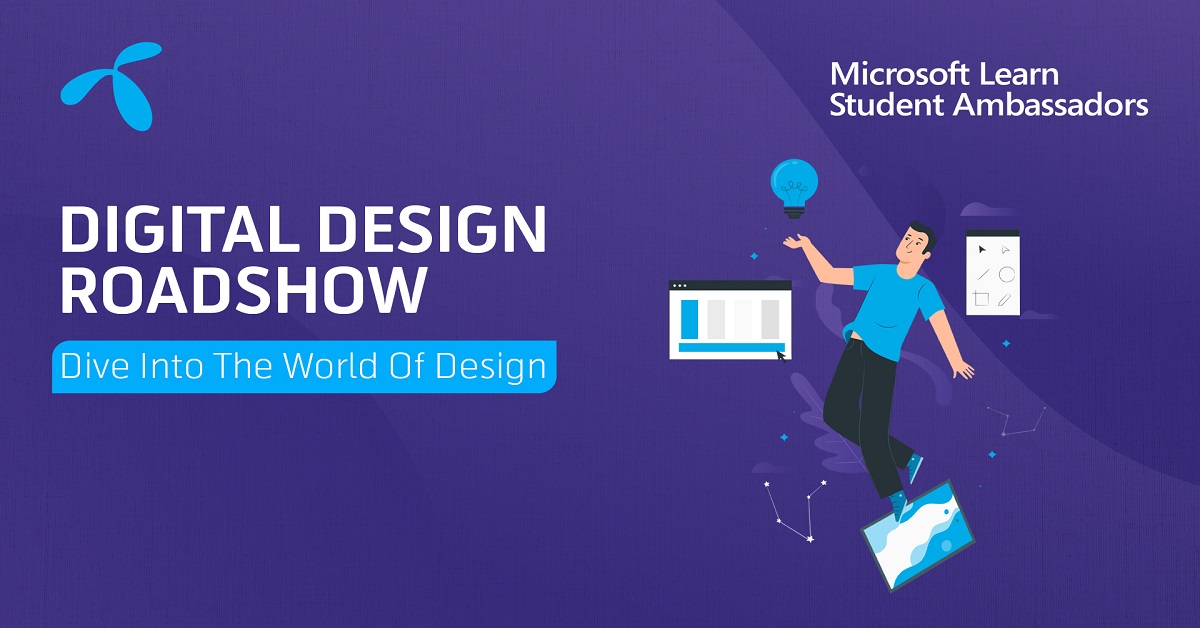 Microsoft Learn
Student Ambassadors
DIGITAL DESIGN
ROADSHOW
Dive Into The World Of Design